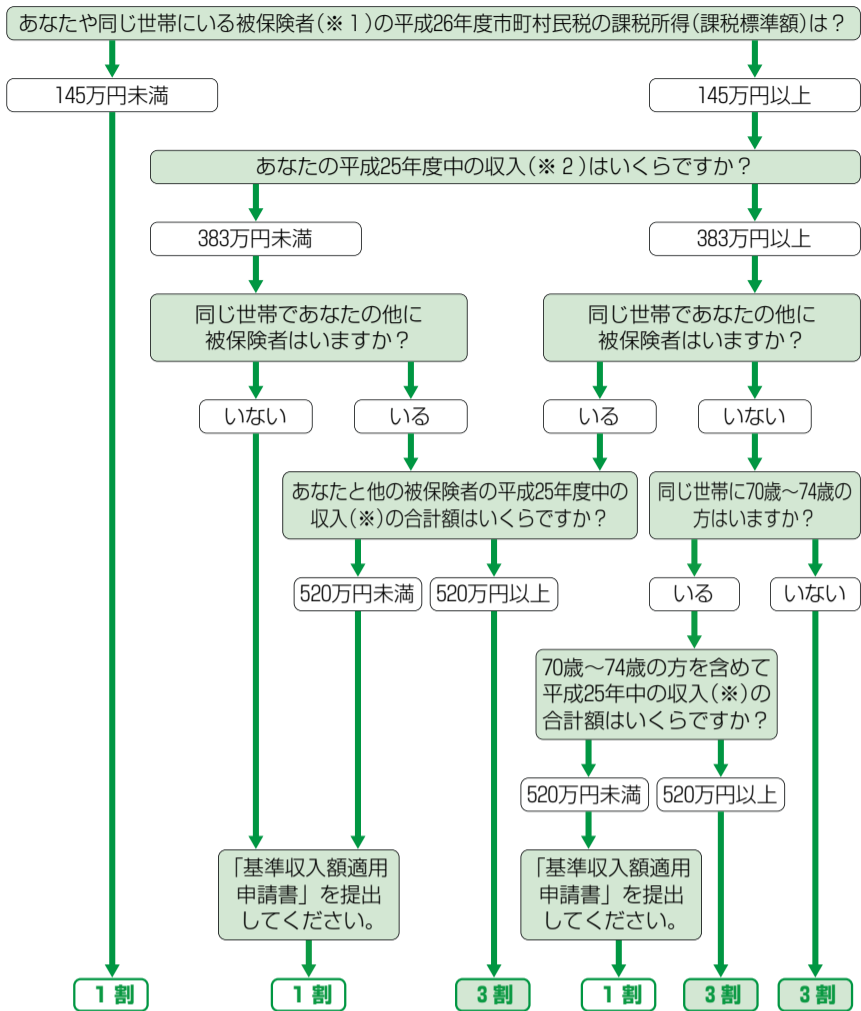 あなたや同じ世帯にいる被保険者(※1)の平成26年度市町村民税の課税所得(課税標準額)は？
145万円未満
145万円以上
あなたの平成25年度中の収入(※2)はいくらですか？
383万円未満
383万円以上
同じ世帯であなたの他に
被保険者はいますか？
同じ世帯であなたの他に
被保険者はいますか？
いない
いる
いる
いない
あなたと他の被保険者の平成25年度中の
収入(※)の合計額はいくらですか？
同じ世帯に70歳～74歳の
方はいますか？
520万円未満
520万円以上
いる
いない
70歳～74歳の方を含めて
平成25年中の収入(※)の
合計額はいくらですか？
520万円未満
520万円以上
「基準収入額適用
申請書」を提出
してください。
「基準収入額適用
申請書」を提出
してください。
1割
1割
3割
1割
3割
3割